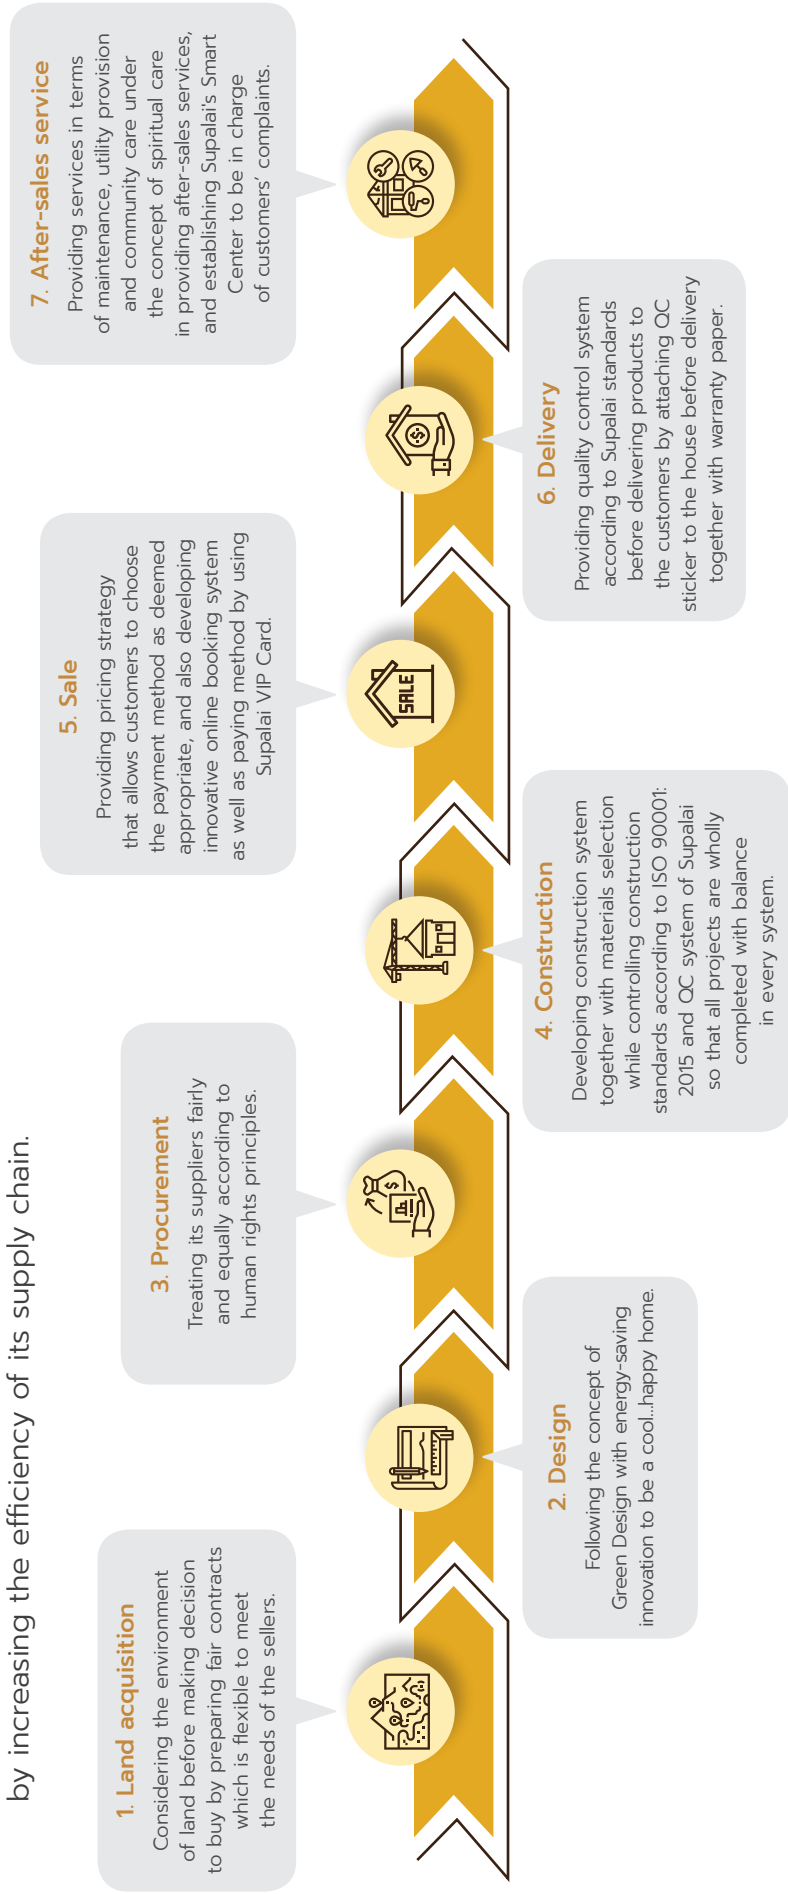 by increasing the efficiency of its supply chain.
1. Land acquisition
Considering the environment
of land before making decision
to buy by preparing fair contracts
which is flexible to meet
the needs of the sellers.
2. Design
Following the concept of
Green Design with energy-saving
innovation to be a cool..happy home.
3. Procurement
Treating its suppliers fairly
and equally according to
human rights principles.
4. Construction
Developing construction system
together with materials selection
while controlling construction
standards according to ISO 90001:
2015 and QC system of Supalai
so that all projects are wholly
completed with balance
in every system.
5. Sale
Providing pricing strategy
that allows customers to choose
the payment method as deemed
appropriate, and also developing
innovative online booking system
as well as paying method by using
Supalai VIP Card.
SALE
6. Delivery
Providing quality control system
according to Supalai standards
before delivering products to
the customers by attaching QC
sticker to the house before delivery
together with warranty paper.
7. After-sales service
Providing services in terms
of maintenance, utility provision
and community care under
the concept of spiritual care
in providing after-sales services,
and establishing Supalai's Smart
Center to be in charge
of customers' complaints.